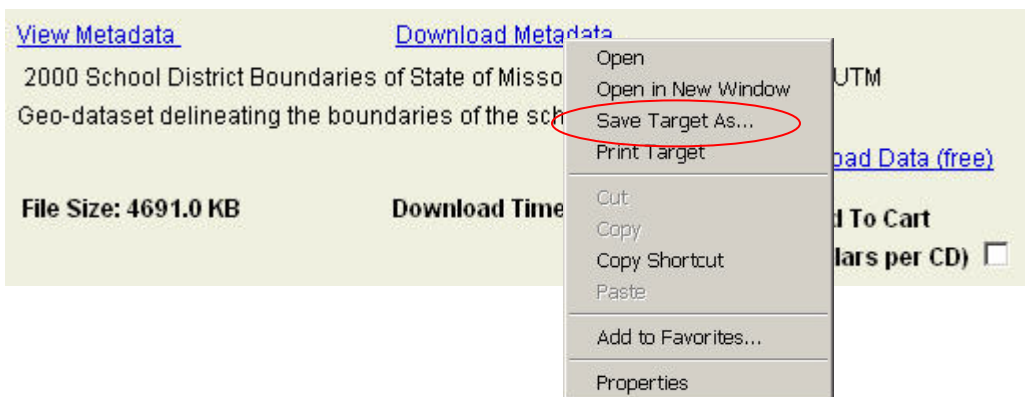 View Metadata Download Metadata
2000 School District Boundaries of State of Misso UTM
Geo-dataset delineating the boundaries of the sch
oad Data (free)
File Size: 4691.0 KB Download Time
d To Cart
lars per CD)
Open
Open in New Window
Save Target As...
Print Target
Cut
Copy
Copy Shortcut
Paste
Add to Favorites...
Properties